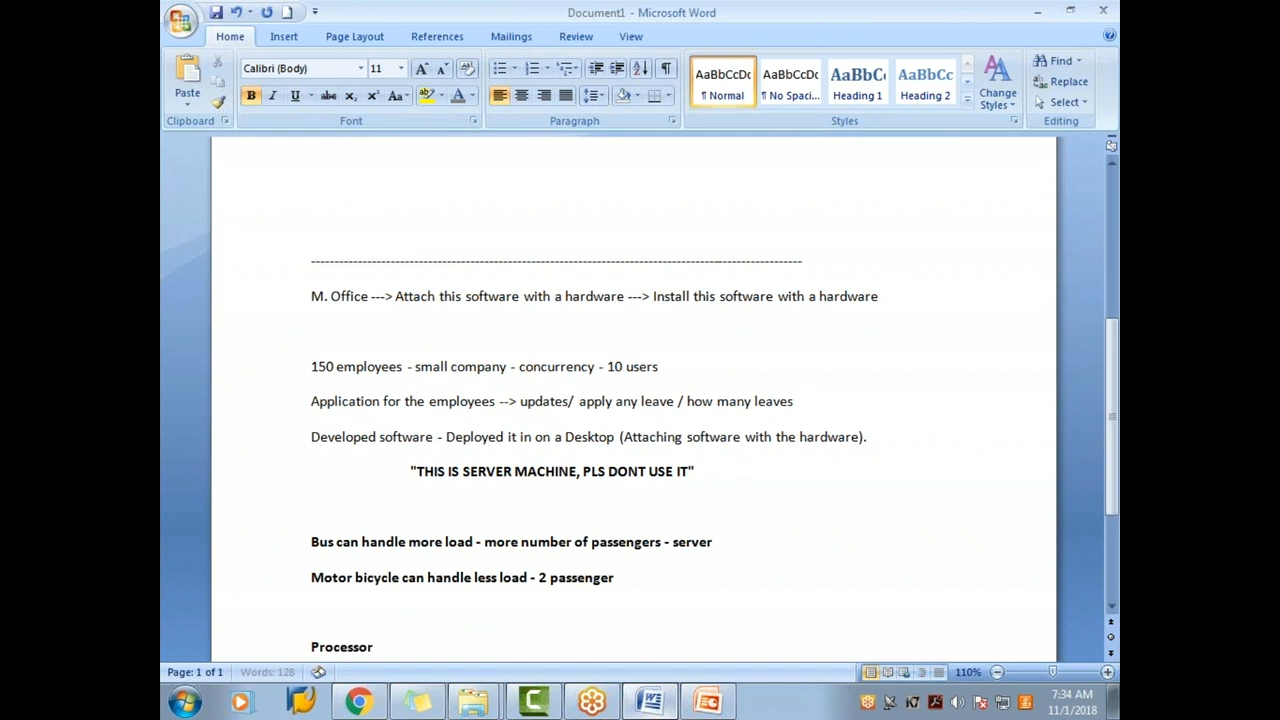 Document1 - Microsoft Word
Home Insert Page Layout References Mailings Review View
Calibri (Body) 11
AaBbCcDc AaBbCcDc AaBbC AaBbCc
Find
Replace
Select
Paste
B I U abc X₂ X² Aa A
¶ Normal ¶ No Spaci... Heading 1 Heading 2
Change Styles
Clipboard Font Paragraph Styles Editing
--------------------------------------------------------------------------------------------------------
M. Office ---> Attach this software with a hardware ---> Install this software with a hardware
150 employees - small company - concurrency - 10 users
Application for the employees --> updates/ apply any leave / how many leaves
Developed software - Deployed it in on a Desktop (Attaching software with the hardware).
"THIS IS SERVER MACHINE, PLS DONT USE IT"
Bus can handle more load - more number of passengers - server
Motor bicycle can handle less load - 2 passenger
Processor
Page: 1 of 1 Words: 128 110%
7:34 AM
11/1/2018